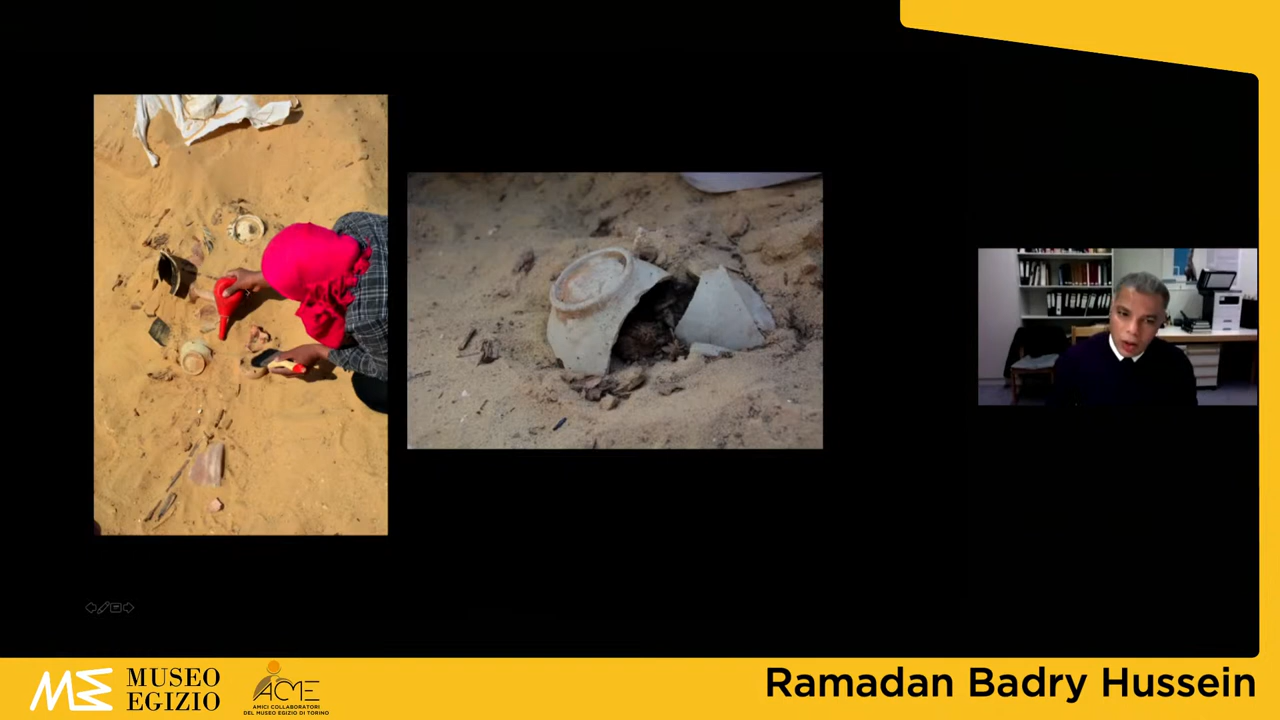 MUSEO
EGIZIO
ACME
AMICI COLLABORATORI
DEL MUSEO EGIZIO DI TORINO
Ramadan Badry Hussein